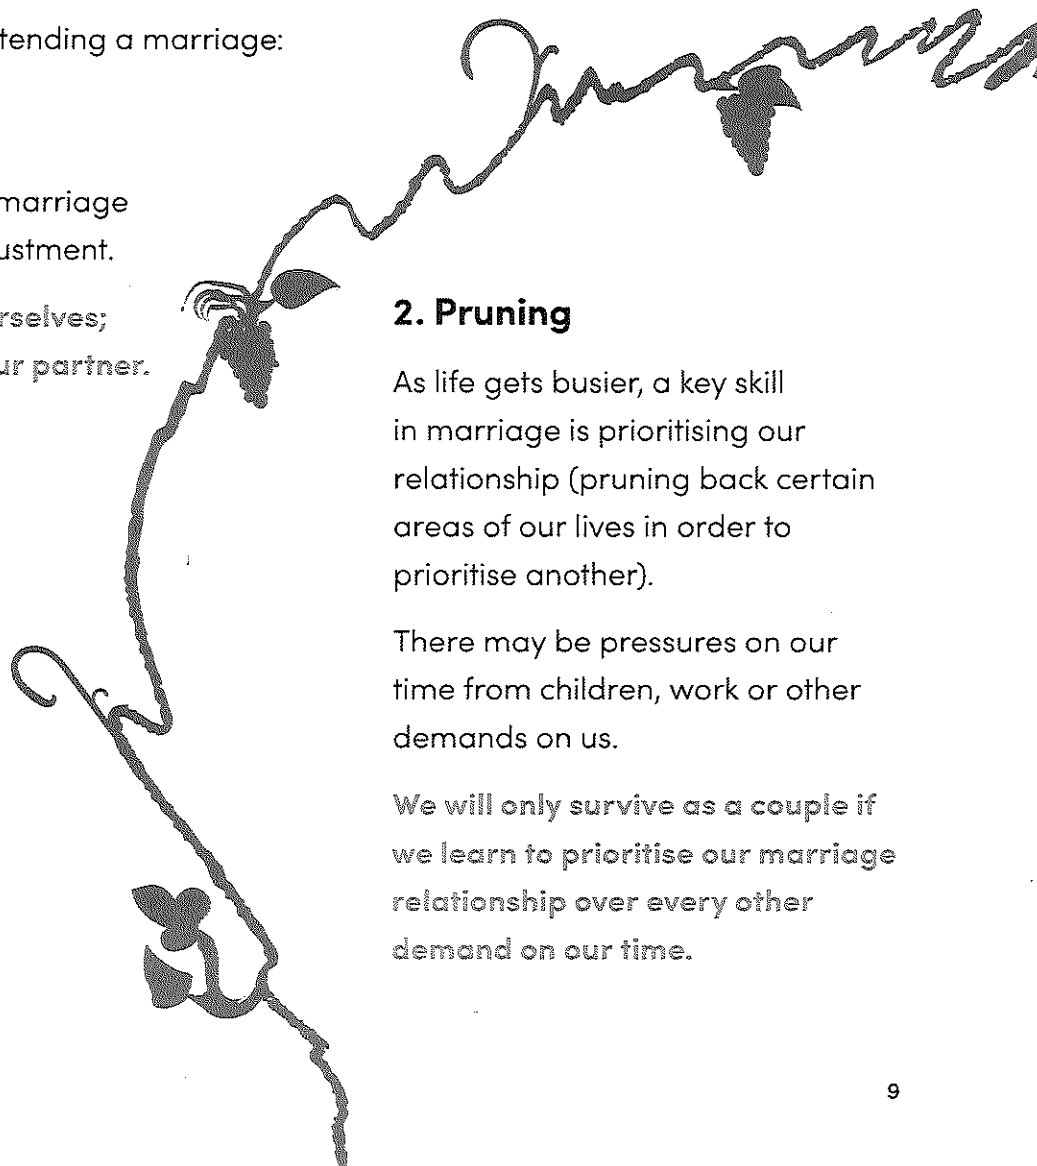 tending a marriage:
marriage
ustment.
rselves;
ur partner.
2. Pruning
As life gets busier, a key skill
in marriage is prioritising our
relationship (pruning back certain
areas of our lives in order to
prioritise another).
There may be pressures on our
time from children, work or other
demands on us.
We will only survive as a couple if
we learn to prioritise our marriage
relationship over every other
demand on our time.
9